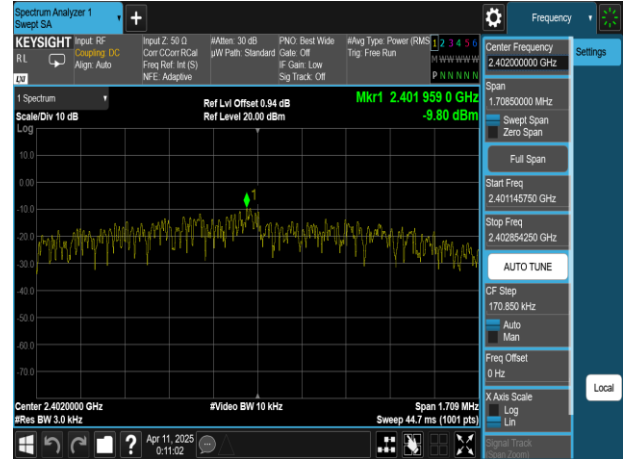 Spectrum Analyzer 1
Swept SA
+
Frequency
KEYSIGHT
RL
LXI
Input: RF
Coupling: DC
Align: Auto
Input Z: 50 Ω
Corr CCorr RCal
Freq Ref: Int (S)
NFE: Adaptive
#Atten: 30 dB
µW Path: Standard
PNO: Best Wide
Gate: Off
IF Gain: Low
Sig Track: Off
#Avg Type: Power (RMS
Trig: Free Run
1 2 3 4 5 6
M W W W W W
P N N N N N
1 Spectrum
Scale/Div 10 dB
Ref Lvl Offset 0.94 dB
Ref Level 20.00 dBm
Mkr1 2.401 959 0 GHz
-9.80 dBm
Log
10.0
0.00
-10.0
-20.0
-30.0
-40.0
-50.0
-60.0
-70.0
1
Center 2.4020000 GHz
#Res BW 3.0 kHz
#Video BW 10 kHz
Span 1.709 MHz
Sweep 44.7 ms (1001 pts)
?
Apr 11, 2025
0:11:02
Center Frequency
2.402000000 GHz
Span
1.70850000 MHz
Swept Span
Zero Span
Full Span
Start Freq
2.401145750 GHz
Stop Freq
2.402854250 GHz
AUTO TUNE
CF Step
170.850 kHz
Auto
Man
Freq Offset
0 Hz
X Axis Scale
Log
Lin
Signal Track
(Span Zoom)
Settings
Local